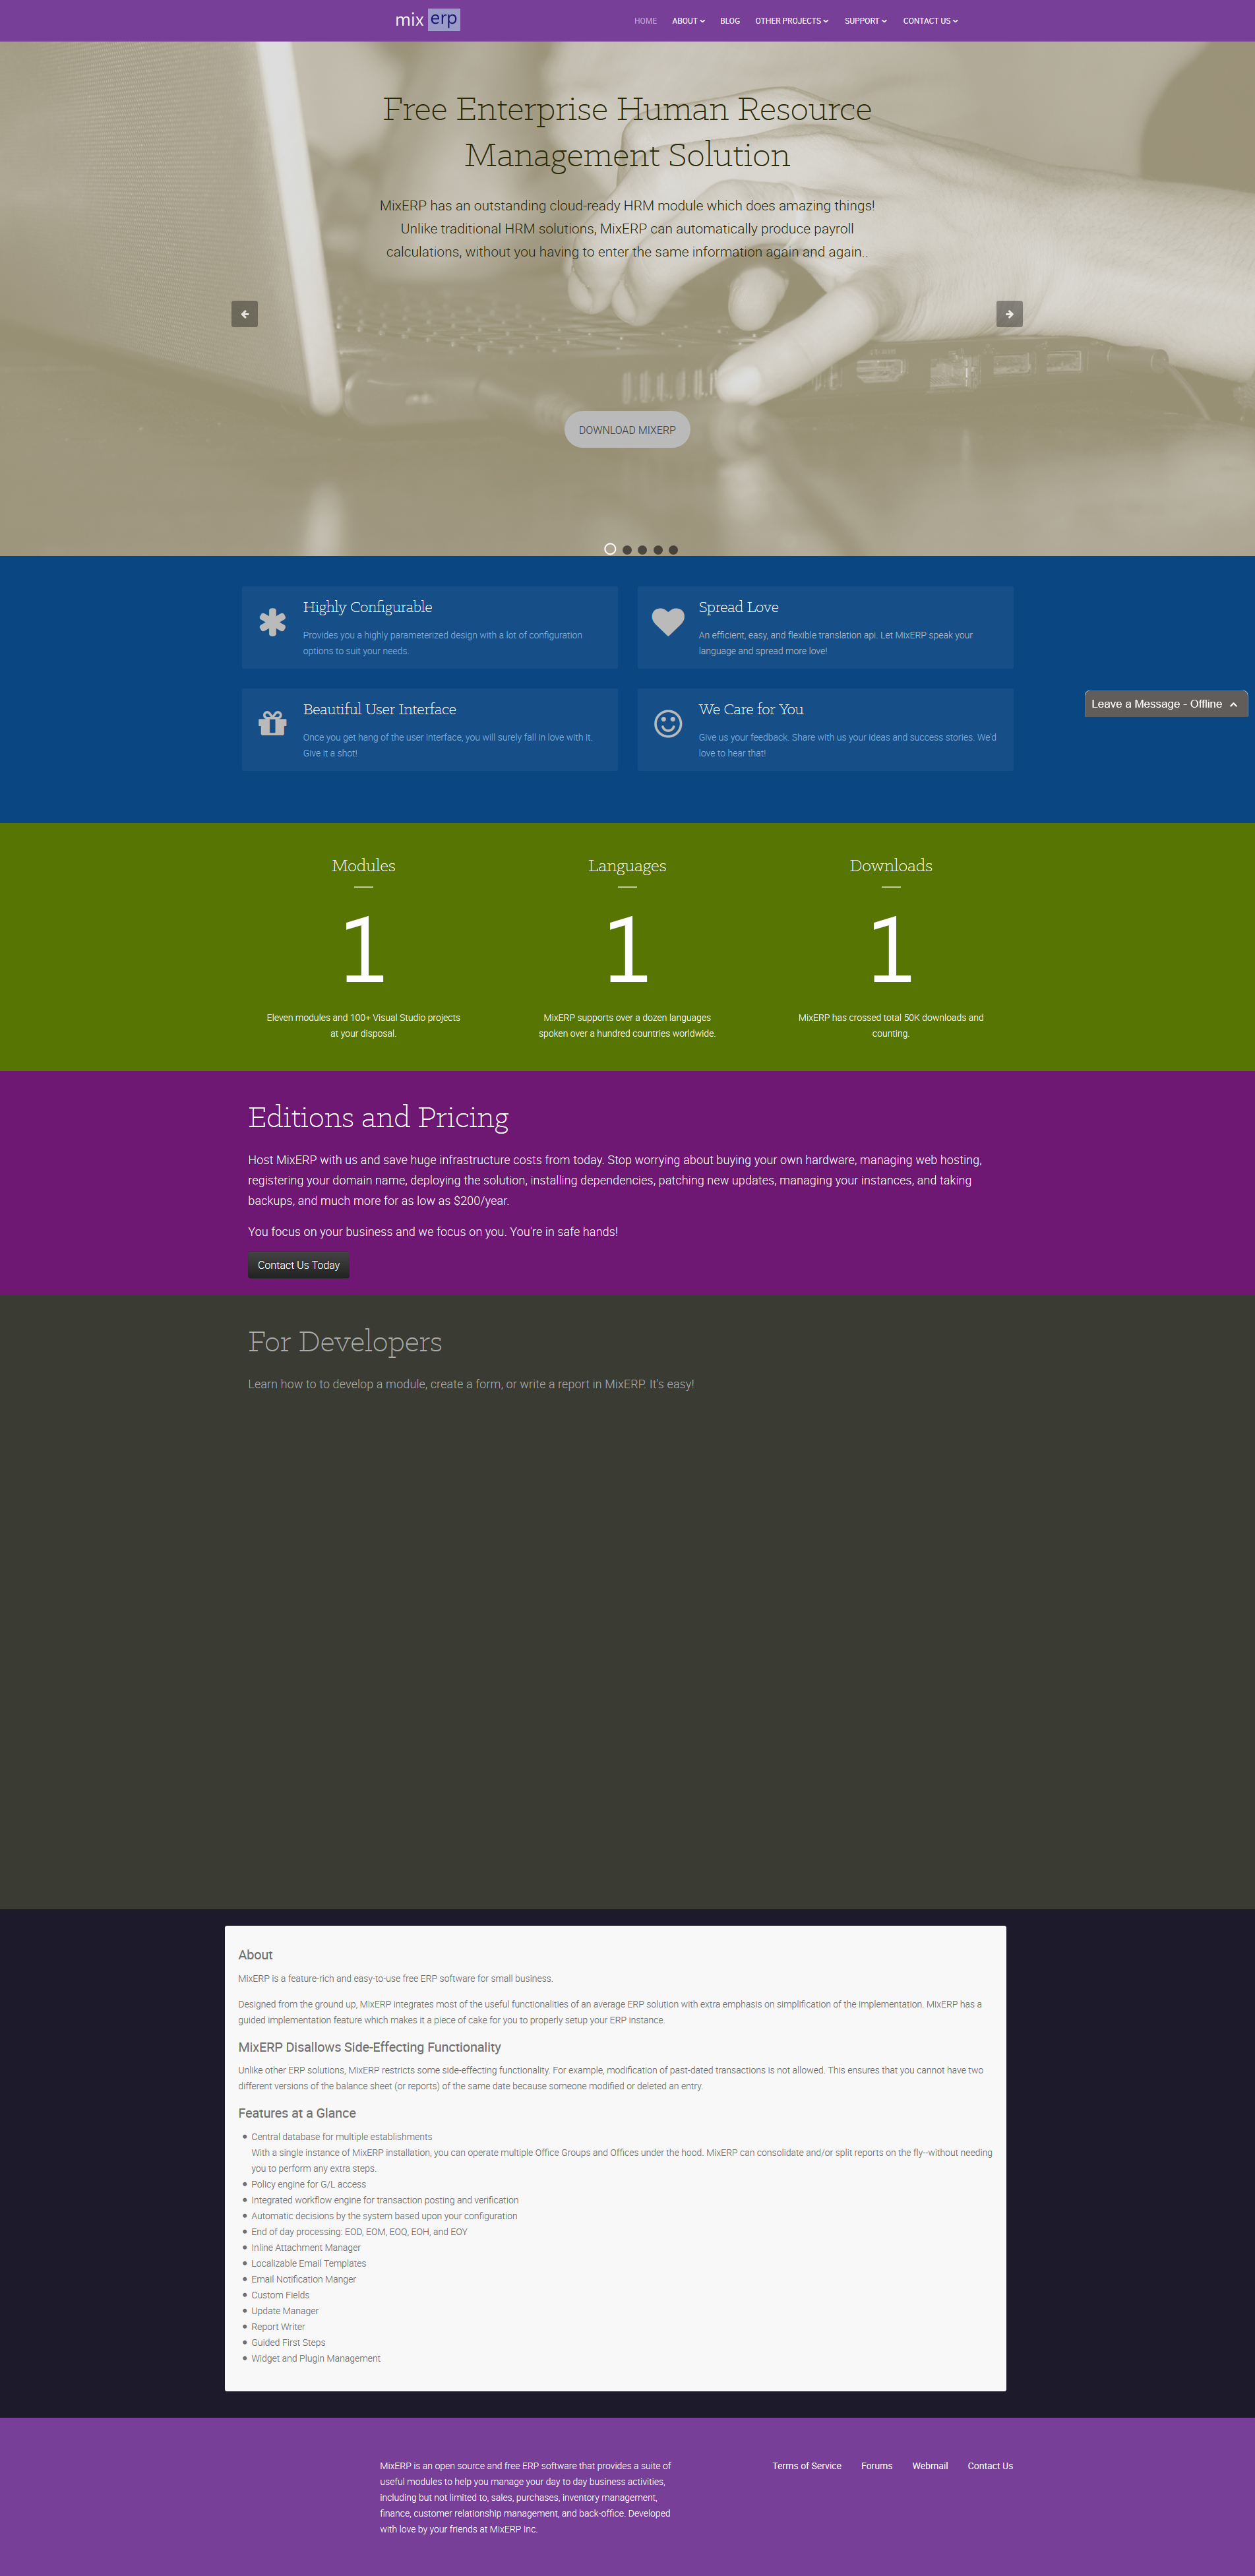 mix erp
HOME ABOUT BLOG OTHER PROJECTS SUPPORT CONTACT US
Free Enterprise Human Resource
Management Solution
MixERP has an outstanding cloud-ready HRM module which does amazing things!
Unlike traditional HRM solutions, MixERP can automatically produce payroll
calculations, without you having to enter the same information again and again..
DOWNLOAD MIXERP
Highly Configurable
Provides you a highly parameterized design with a lot of configuration
options to suit your needs.
Spread Love
An efficient, easy, and flexible translation api. Let MixERP speak your
language and spread more love!
Beautiful User Interface
Once you get hang of the user interface, you will surely fall in love with it.
Give it a shot!
We Care for You
Give us your feedback. Share with us your ideas and success stories. We'd
love to hear that!
Leave a Message - Offline
Modules
1
Eleven modules and 100+ Visual Studio projects
at your disposal.
Languages
1
MixERP supports over a dozen languages
spoken over a hundred countries worldwide.
Downloads
1
MixERP has crossed total 50K downloads and
counting.
Editions and Pricing
Host MixERP with us and save huge infrastructure costs from today. Stop worrying about buying your own hardware, managing web hosting,
registering your domain name, deploying the solution, installing dependencies, patching new updates, managing your instances, and taking
backups, and much more for as low as $200/year.
You focus on your business and we focus on you. You're in safe hands!
Contact Us Today
For Developers
Learn how to to develop a module, create a form, or write a report in MixERP. It's easy!
About
MixERP is a feature-rich and easy-to-use free ERP software for small business.
Designed from the ground up, MixERP integrates most of the useful functionalities of an average ERP solution with extra emphasis on simplification of the implementation. MixERP has a
guided implementation feature which makes it a piece of cake for you to properly setup your ERP instance.
MixERP Disallows Side-Effecting Functionality
Unlike other ERP solutions, MixERP restricts some side-effecting functionality. For example, modification of past-dated transactions is not allowed. This ensures that you cannot have two
different versions of the balance sheet (or reports) of the same date because someone modified or deleted an entry.
Features at a Glance
Central database for multiple establishments
With a single instance of MixERP installation, you can operate multiple Office Groups and Offices under the hood. MixERP can consolidate and/or split reports on the fly--without needing
you to perform any extra steps.
Policy engine for G/L access
Integrated workflow engine for transaction posting and verification
Automatic decisions by the system based upon your configuration
End of day processing: EOD, EOM, EOQ, EOH, and EOY
Inline Attachment Manager
Localizable Email Templates
Email Notification Manger
Custom Fields
Update Manager
Report Writer
Guided First Steps
Widget and Plugin Management
MixERP is an open source and free ERP software that provides a suite of
useful modules to help you manage your day to day business activities,
including but not limited to, sales, purchases, inventory management,
finance, customer relationship management, and back-office. Developed
with love by your friends at MixERP Inc.
Terms of Service Forums Webmail Contact Us